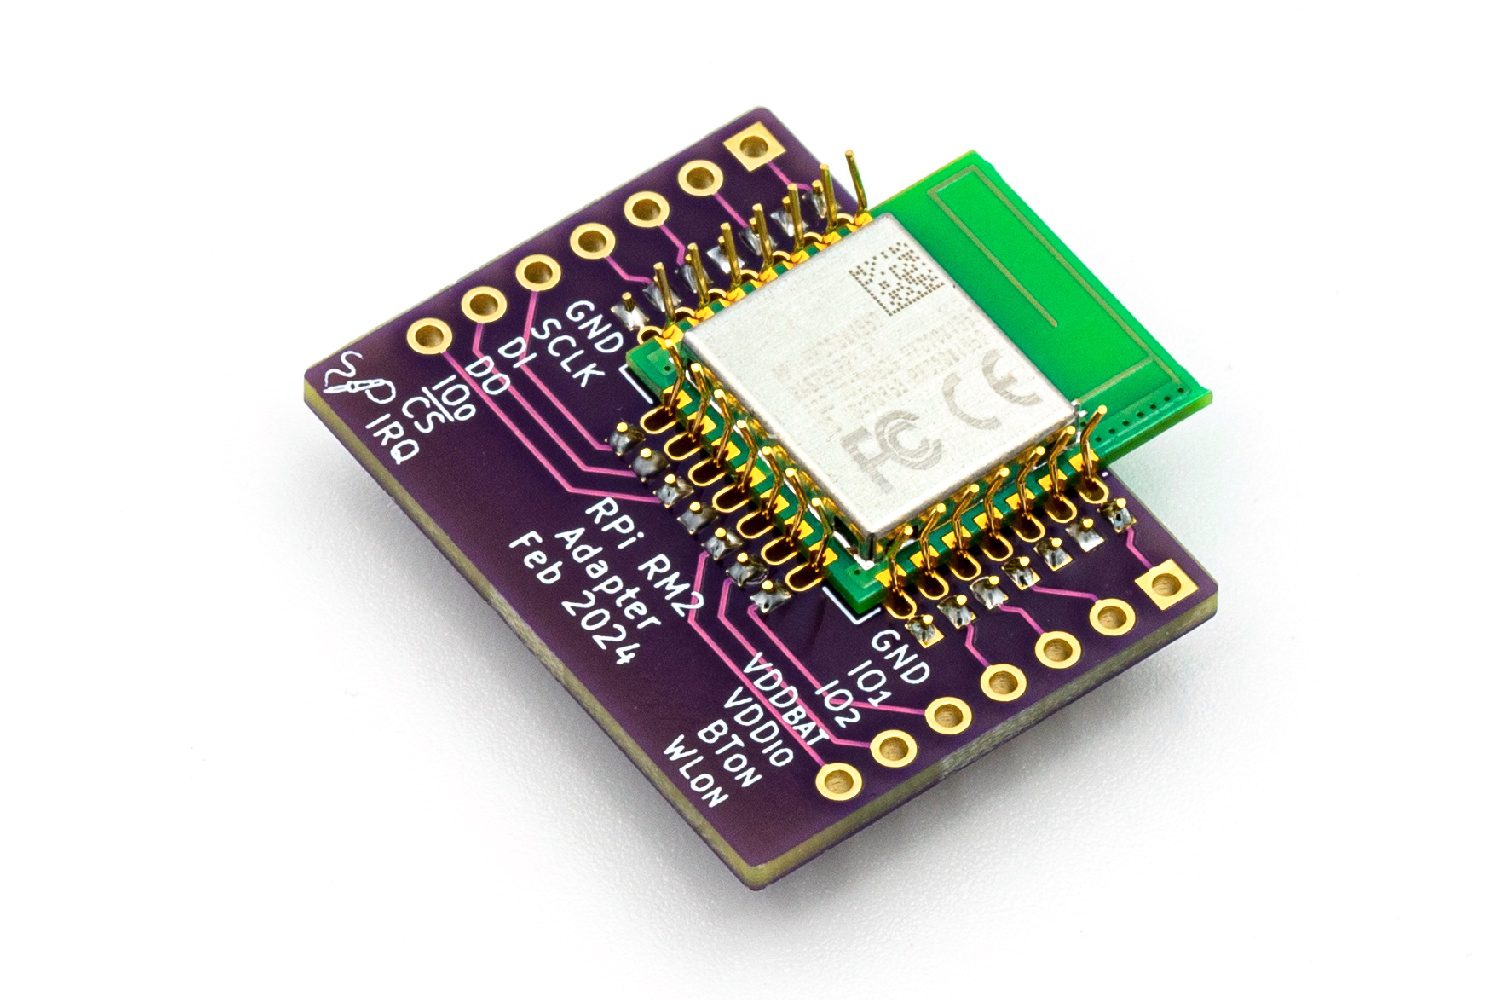 GND
SCLK
DI
DO
IO0
CS
IRQ
RPi RM2
Adapter
Feb 2024
GND
IO1
IO2
VDDBAT
VDDIO
BTON
WLON
FC CE